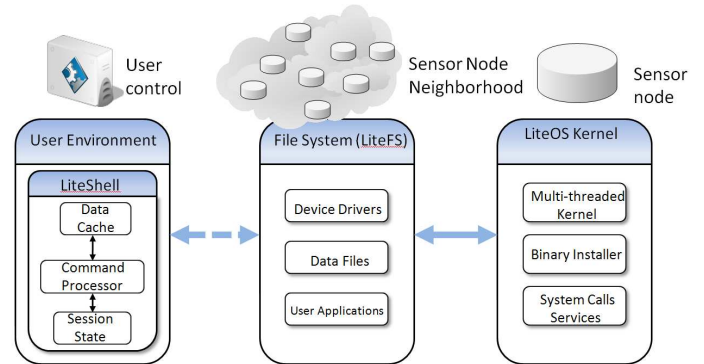 User
control
Sensor Node
Neighborhood
Sensor
node
User Environment
LiteShell
Data
Cache
Command
Processor
Session
State
File System (LiteFS)
Device Drivers
Data Files
User Applications
LiteOS Kernel
Multi-threaded
Kernel
Binary Installer
System Calls
Services